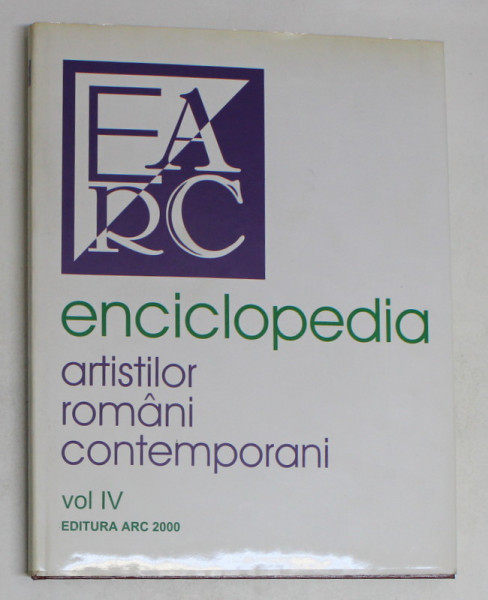 EA
RC
enciclopedia
artistilor
români
contemporani
vol IV
EDITURA ARC 2000